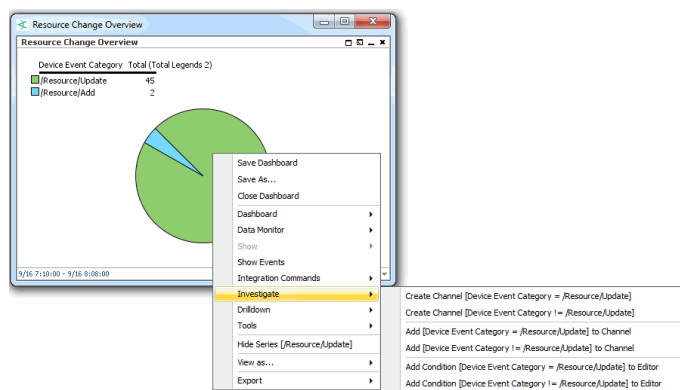 Resource Change Overview
Resource Change Overview
Device Event Category Total (Total Legends 2)
/Resource/Update 45
/Resource/Add 2
Save Dashboard
Save As...
Close Dashboard
Dashboard
Data Monitor
Show
Show Events
9/16 7:10:00 - 9/16 8:08:00
Integration Commands
Investigate
Create Channel [Device Event Category = /Resource/Update]
Drilldown
Create Channel [Device Event Category != /Resource/Update]
Tools
Add [Device Event Category = /Resource/Update] to Channel
Hide Series [/Resource/Update]
Add [Device Event Category != /Resource/Update] to Channel
View as...
Add Condition [Device Event Category = /Resource/Update] to Editor
Export
Add Condition [Device Event Category != /Resource/Update] to Editor